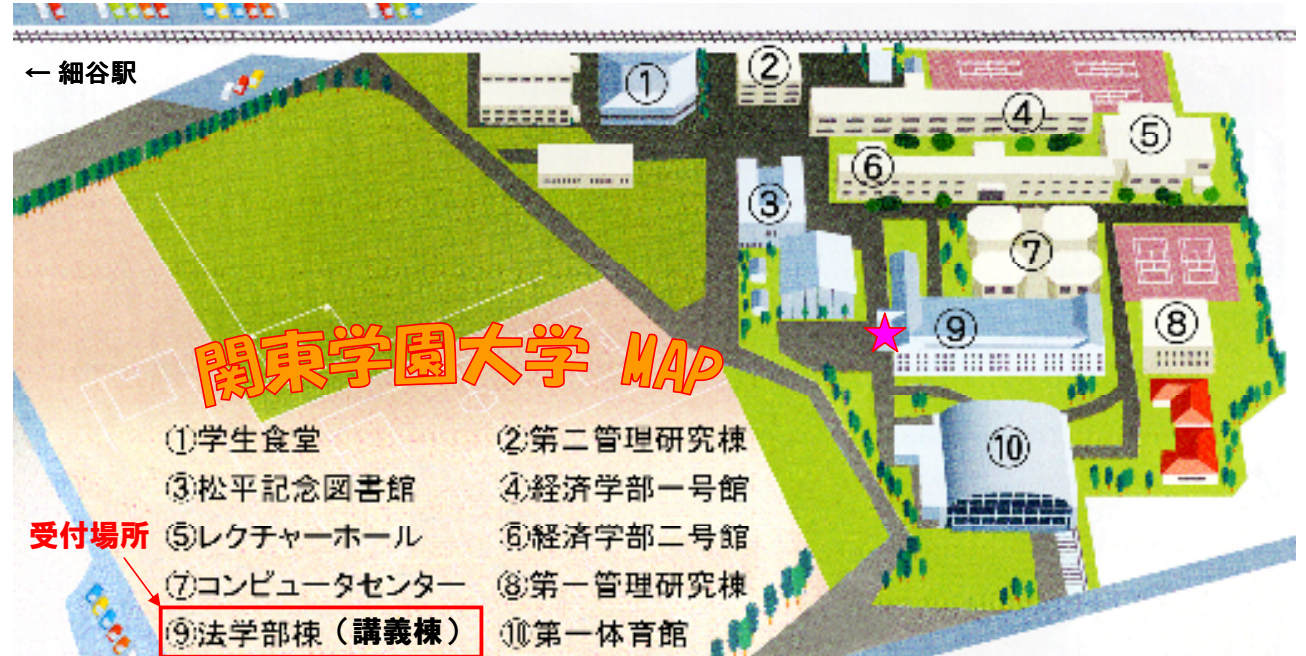 ← 細谷駅
①
②
④
⑤
⑥
③
⑦
⑨
⑧
⑩
関東学園大学 MAP
①学生食堂 ②第二管理研究棟
③松平記念図書館 ④経済学部一号館
受付場所
⑤レクチャーホール ⑥経済学部二号館
⑦コンピュータセンター ⑧第一管理研究棟
⑨法学部棟（講義棟） ⑩第一体育館